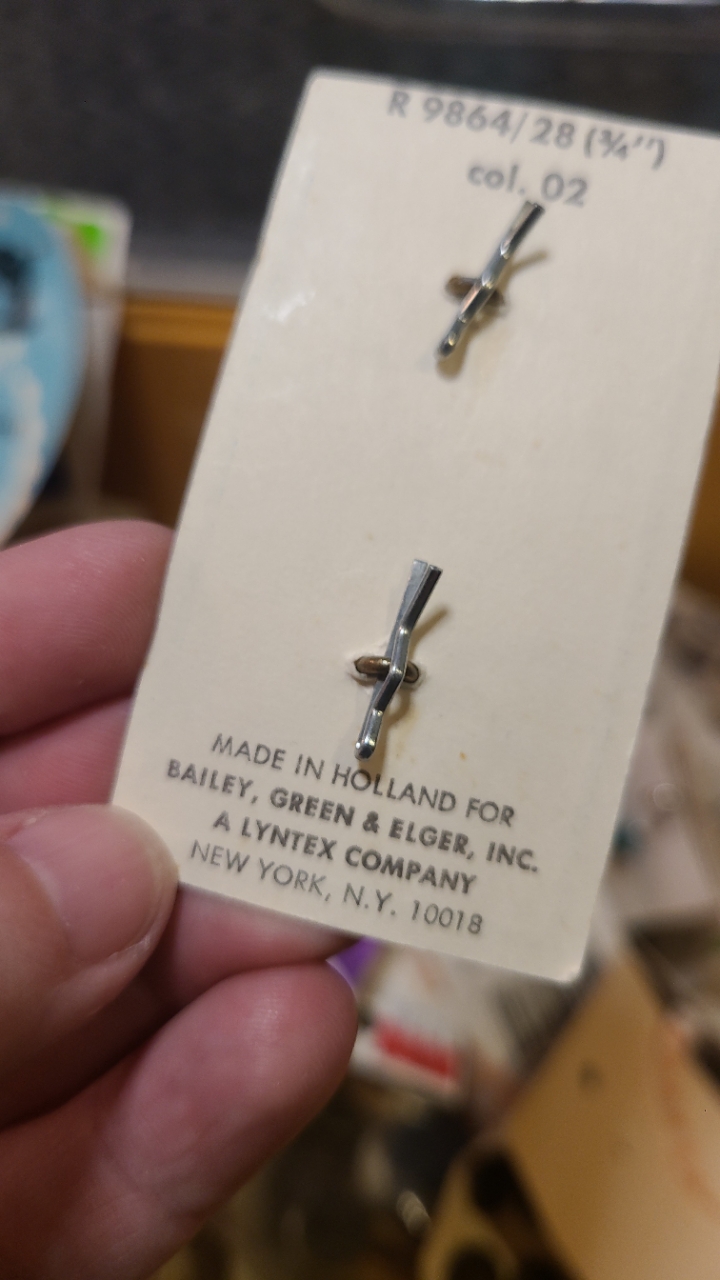 R 9864/28 (¾")
col. 02
MADE IN HOLLAND FOR
BAILEY, GREEN & ELGER, INC.
A LYNTEX COMPANY
NEW YORK, N.Y. 10018